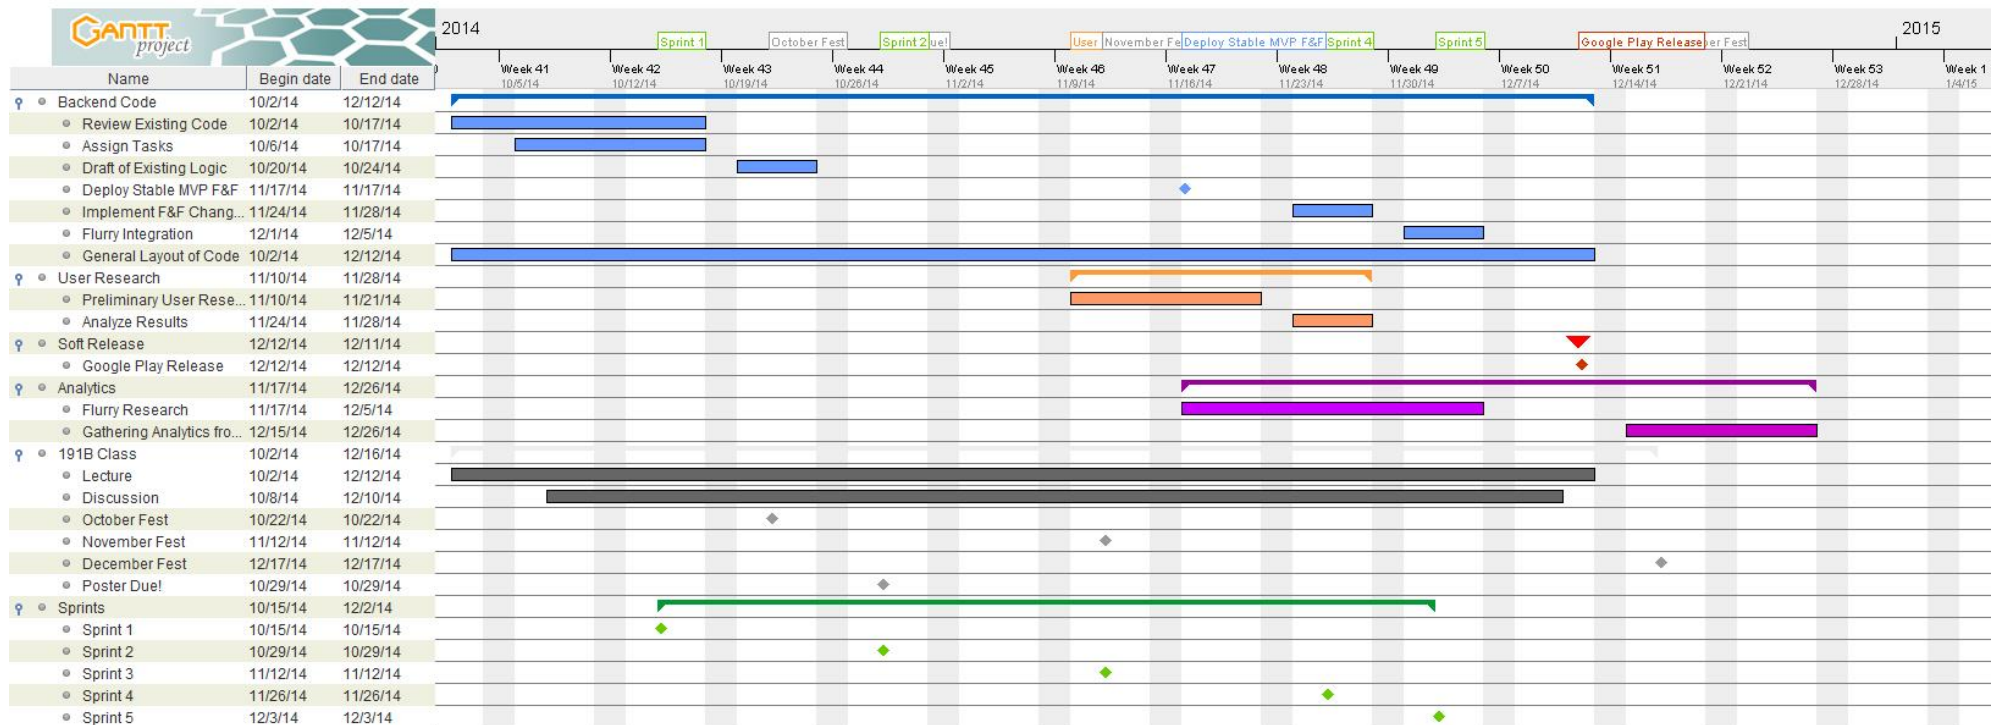 GANTT
project
2014
2015
Sprint 1 October Fest Sprint 2 ue! User November Fe Deploy Stable MVP F&F Sprint 4 Sprint 5 Google Play Release er Fest
Week 41 Week 42 Week 43 Week 44 Week 45 Week 46 Week 47 Week 48 Week 49 Week 50 Week 51 Week 52 Week 53 Week 1
10/5/14 10/12/14 10/19/14 10/26/14 11/2/14 11/9/14 11/16/14 11/23/14 11/30/14 12/7/14 12/14/14 12/21/14 12/28/14 1/4/15
Name Begin date End date
Backend Code 10/2/14 12/12/14
Review Existing Code 10/2/14 10/17/14
Assign Tasks 10/6/14 10/17/14
Draft of Existing Logic 10/20/14 10/24/14
Deploy Stable MVP F&F 11/17/14 11/17/14
Implement F&F Chang... 11/24/14 11/28/14
Flurry Integration 12/1/14 12/5/14
General Layout of Code 10/2/14 12/12/14
User Research 11/10/14 11/28/14
Preliminary User Rese... 11/10/14 11/21/14
Analyze Results 11/24/14 11/28/14
Soft Release 12/12/14 12/11/14
Google Play Release 12/12/14 12/12/14
Analytics 11/17/14 12/26/14
Flurry Research 11/17/14 12/5/14
Gathering Analytics fro... 12/15/14 12/26/14
191B Class 10/2/14 12/16/14
Lecture 10/2/14 12/12/14
Discussion 10/8/14 12/10/14
October Fest 10/22/14 10/22/14
November Fest 11/12/14 11/12/14
December Fest 12/17/14 12/17/14
Poster Due! 10/29/14 10/29/14
Sprints 10/15/14 12/2/14
Sprint 1 10/15/14 10/15/14
Sprint 2 10/29/14 10/29/14
Sprint 3 11/12/14 11/12/14
Sprint 4 11/26/14 11/26/14
Sprint 5 12/3/14 12/3/14